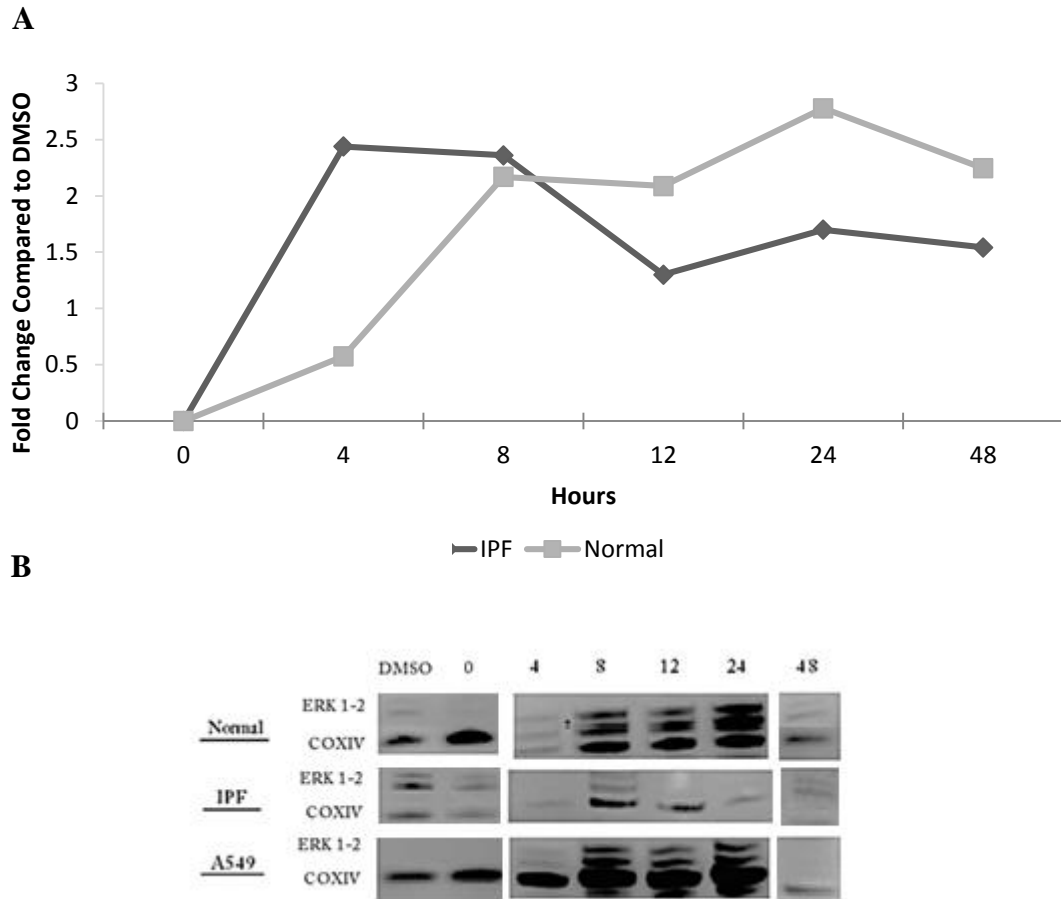 A
Fold Change Compared to DMSO
3
2.5
2
1.5
1
0.5
0
0 4 8 12 24 48
Hours
IPF Normal
B
DMSO 0 4 8 12 24 48
Normal
ERK 1-2
COXIV
†
IPF
ERK 1-2
COXIV
A549
ERK 1-2
COXIV